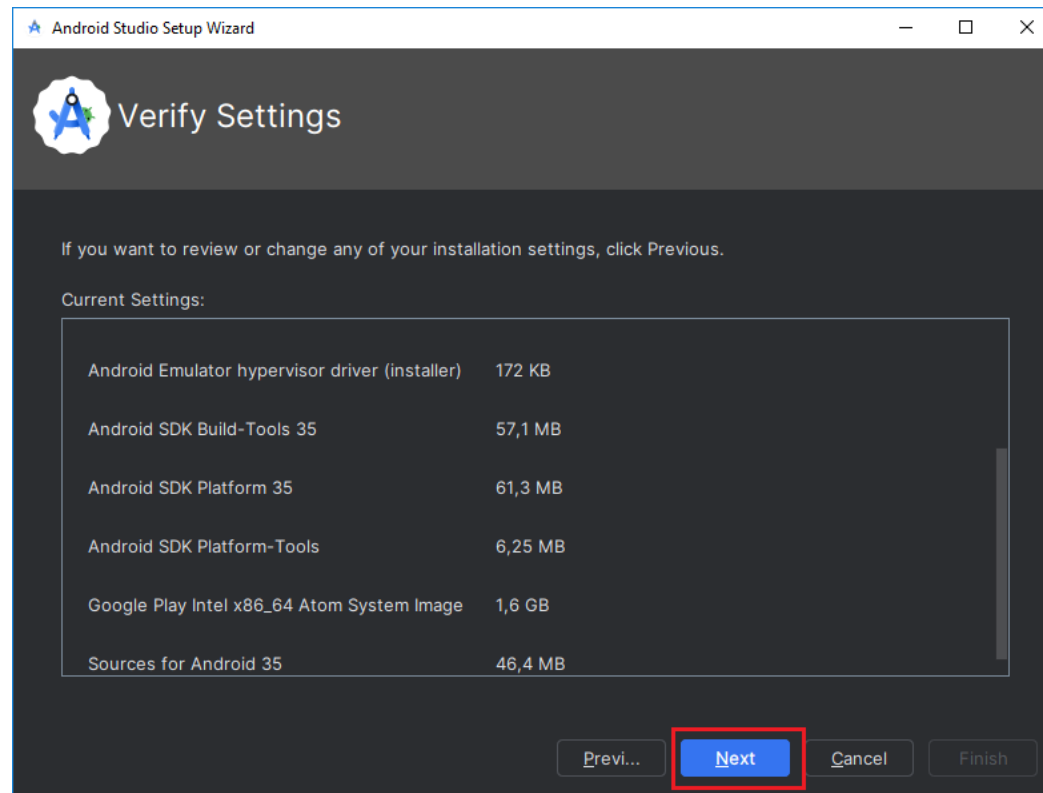 Android Studio Setup Wizard
Verify Settings
If you want to review or change any of your installation settings, click Previous.
Current Settings:
Android Emulator hypervisor driver (installer) 172 KB
Android SDK Build-Tools 35 57,1 MB
Android SDK Platform 35 61,3 MB
Android SDK Platform-Tools 6,25 MB
Google Play Intel x86_64 Atom System Image 1,6 GB
Sources for Android 35 46,4 MB
Previ... Next Cancel Finish